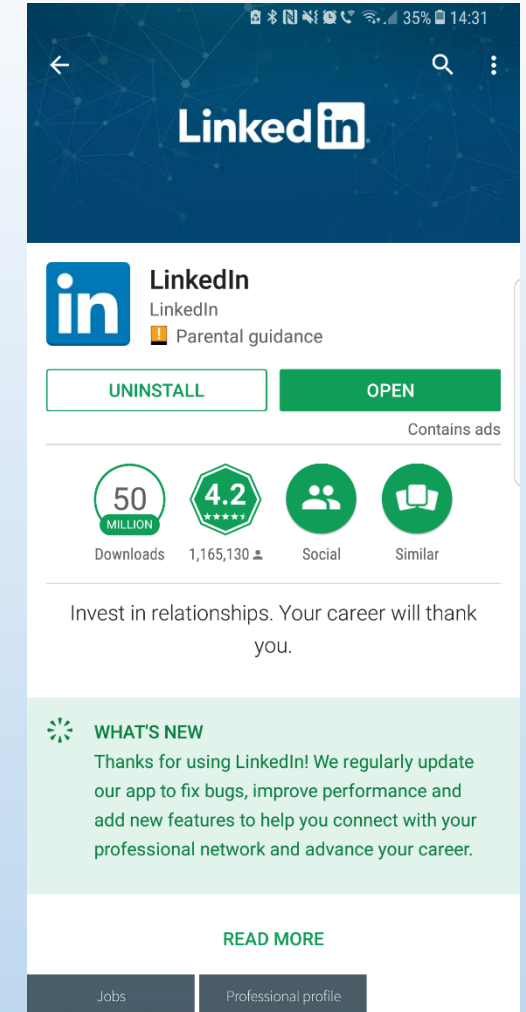 35% 14:31
Linked in
in
LinkedIn
LinkedIn
! Parental guidance
UNINSTALL
OPEN
Contains ads
50
MILLION
4.2
Downloads
1,165,130
Social
Similar
Invest in relationships. Your career will thank
you.
WHAT'S NEW
Thanks for using LinkedIn! We regularly update
our app to fix bugs, improve performance and
add new features to help you connect with your
professional network and advance your career.
READ MORE
Jobs
Professional profile